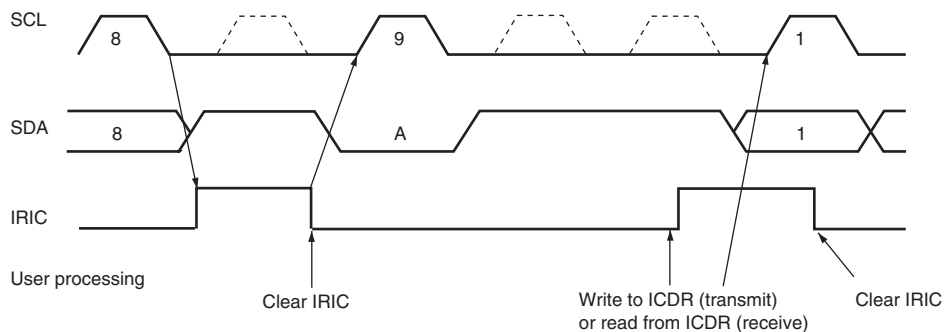 SCL
8
9
1
SDA
8
A
1
IRIC
User processing
Clear IRIC
Write to ICDR (transmit)
or read from ICDR (receive)
Clear IRIC